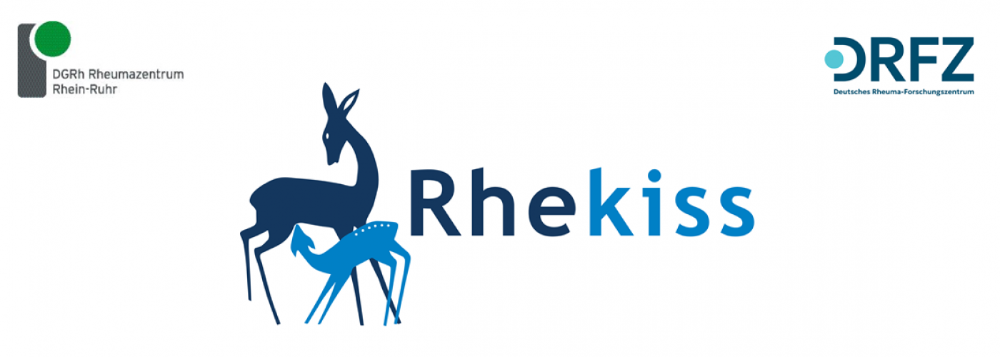 DGRh Rheumazentrum
Rhein-Ruhr
DRFZ
Deutsches Rheuma-Forschungszentrum
Rhekiss